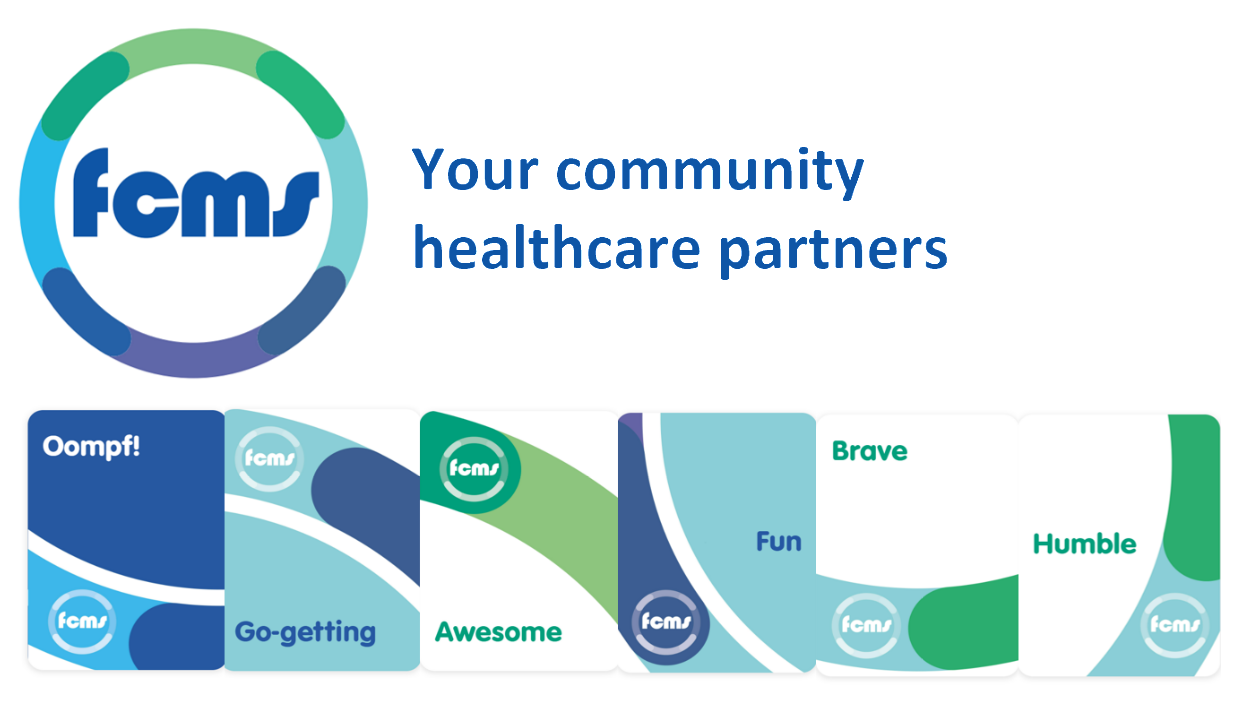 fcms
Your community
healthcare partners
Oompf!
fcms
fcms
Go-getting
fcms
Awesome
Fun
fcms
Brave
fcms
Humble
fcms